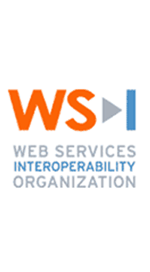 WS-I
WEB SERVICES
INTEROPERABILITY
ORGANIZATION